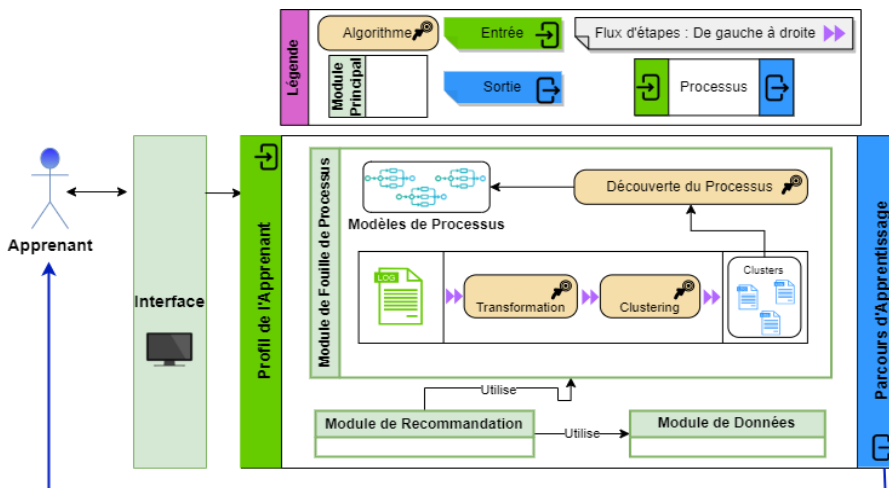 Légende
Algorithme
Entrée
Flux d'étapes : De gauche à droite
Module
Principal
Sortie
Processus
Apprenant
Interface
Profil de l'Apprenant
Module de Fouille de Processus
Modèles de Processus
Découverte du Processus
LOG
Transformation
Clustering
Clusters
Utilise
Module de Recommandation
Utilise
Module de Données
Parcours d'Apprentissage